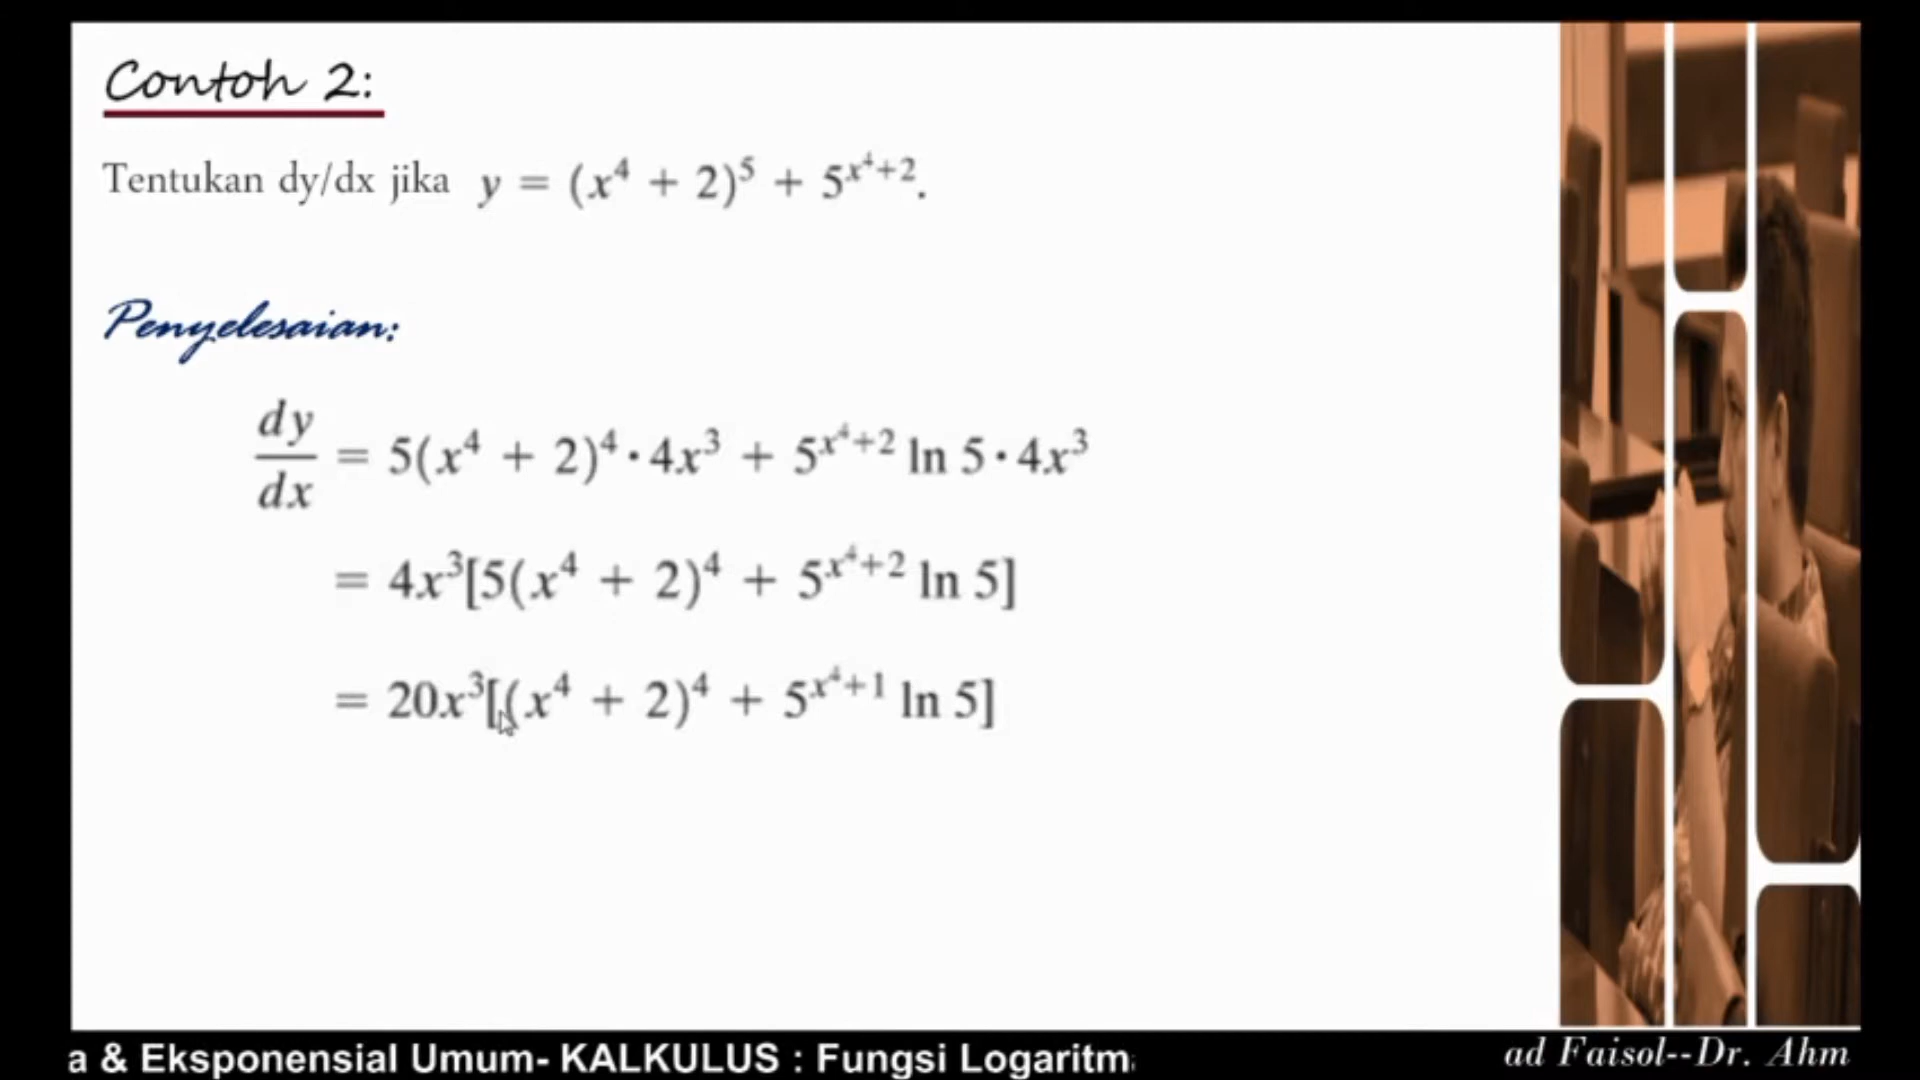 Contoh 2:
Tentukan dy/dx jika y = (x⁴ + 2)⁵ + 5^{x⁴+2}.
Penyelesaian:
dy/dx = 5(x⁴ + 2)⁴ · 4x³ + 5^{x⁴+2} ln 5 · 4x³
= 4x³[5(x⁴ + 2)⁴ + 5^{x⁴+2} ln 5]
= 20x³[(x⁴ + 2)⁴ + 5^{x⁴+1} ln 5]
a & Eksponensial Umum- KALKULUS : Fungsi Logaritm
ad Faisol--Dr. Ahm